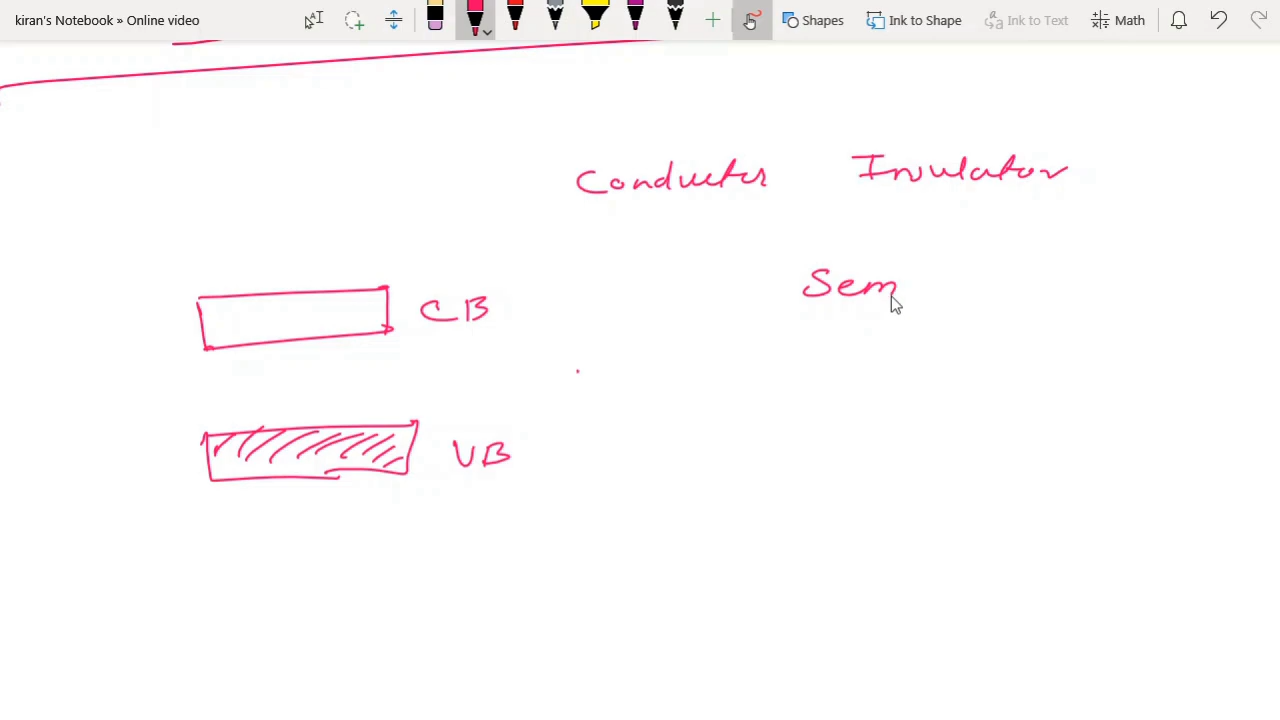 kiran's Notebook » Online video
Shapes
Ink to Shape
Ink to Text
Math
Conductor Insulator
Sem
CB
VB